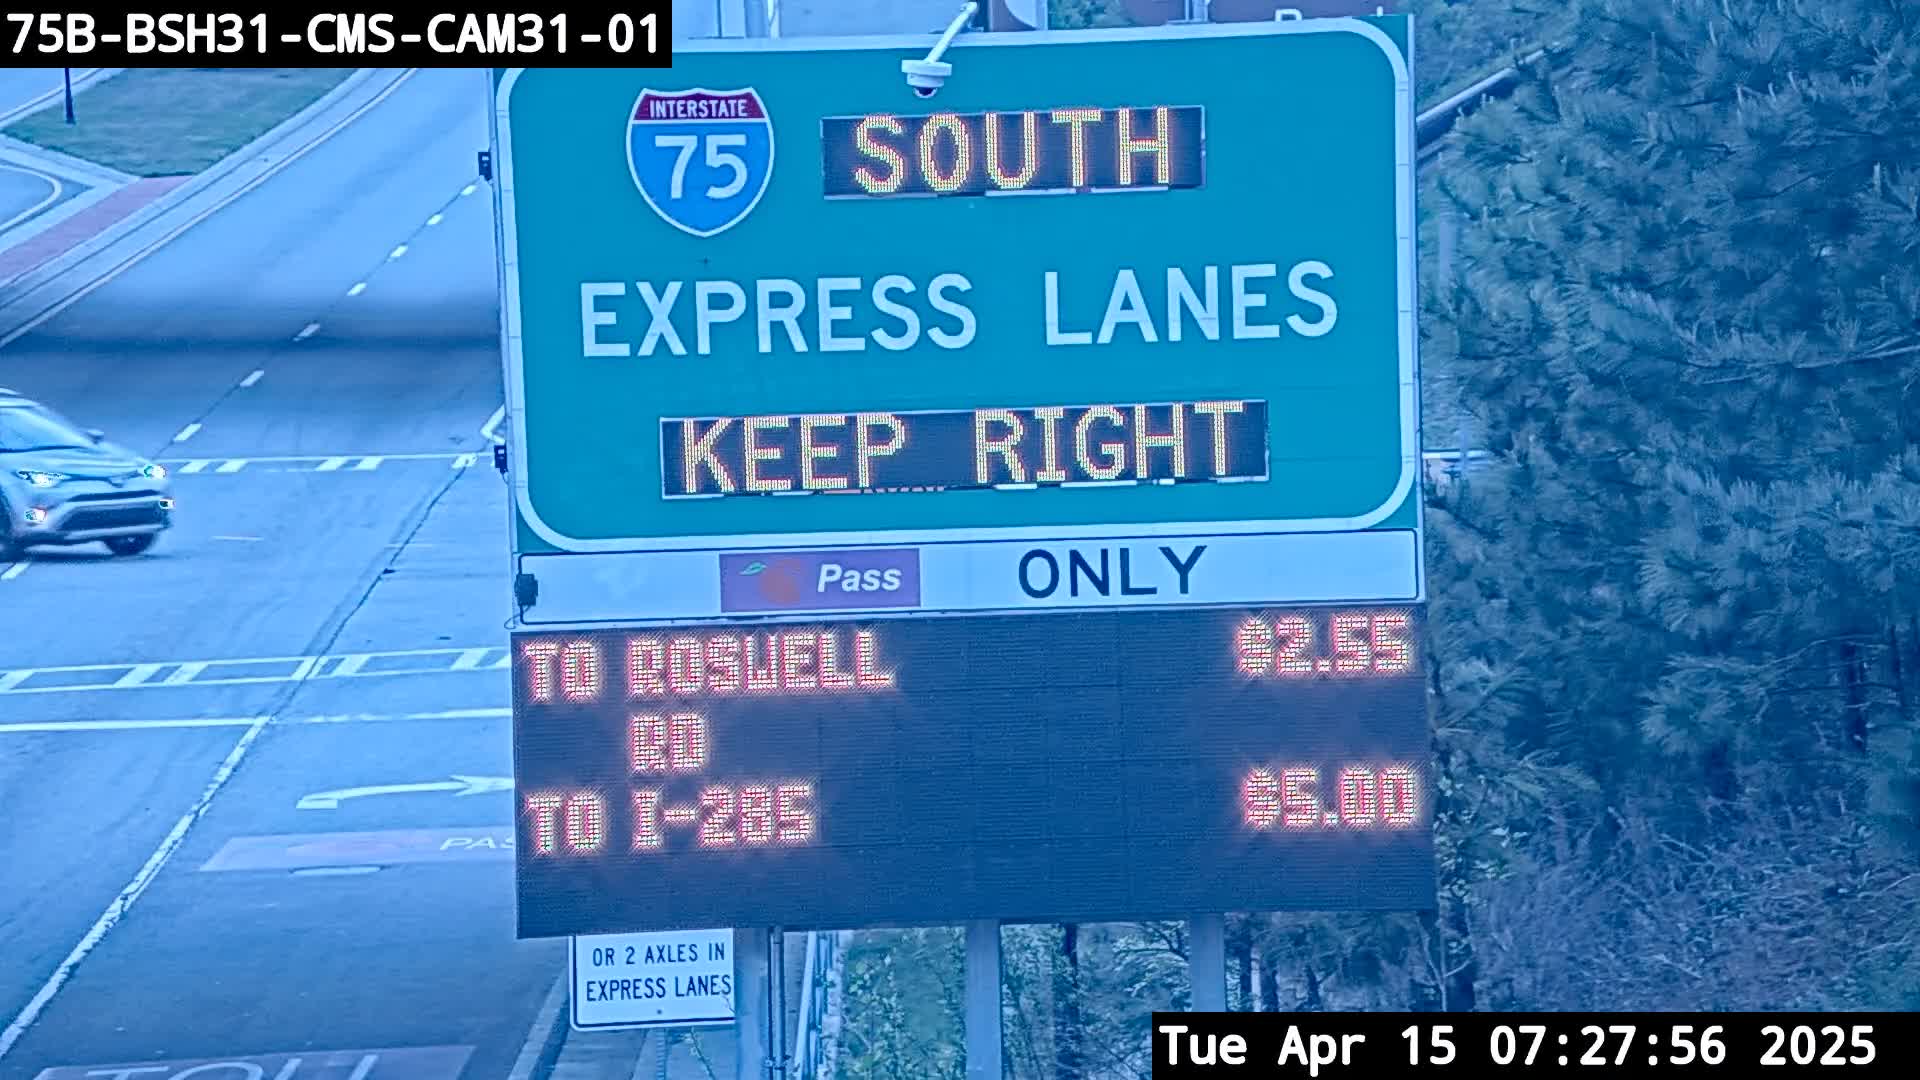 75B-BSH31-CMS-CAM31-01
INTERSTATE
75
SOUTH
EXPRESS LANES
KEEP RIGHT
Pass ONLY
TO ROSWELL $2.55
RD
TO I-285 $5.00
OR 2 AXLES IN
EXPRESS LANES
TOLL
Tue Apr 15 07:27:56 2025